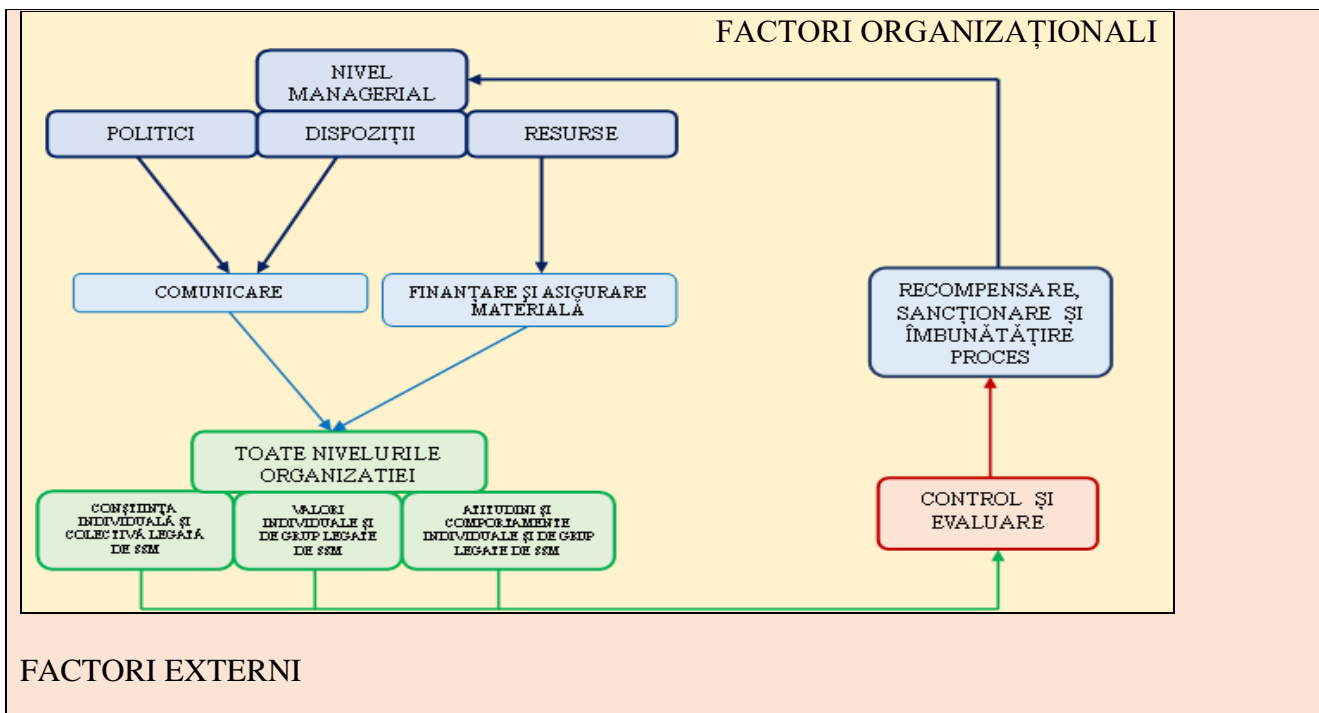 FACTORI ORGANIZAȚIONALI
NIVEL
MANAGERIAL
POLITICI
DISPOZIȚII
RESURSE
COMUNICARE
FINANȚARE ȘI ASIGURARE
MATERIALĂ
RECOMPENSARE,
SANCȚIONARE ȘI
ÎMBUNĂTĂȚIRE
PROCES
TOATE NIVELURILE
ORGANIZATIEI
CONȘTIINȚA
INDIVIDUALĂ ȘI
COLECTIVĂ LEGATĂ
DE SSM
VALORI
INDIVIDUALE ȘI
DE GRUP LEGATE
DE SSM
ATITUDINI ȘI
COMPORTAMENTE
INDIVIDUALE ȘI DE GRUP
LEGATE DE SSM
CONTROL ȘI
EVALUARE
FACTORI EXTERNI